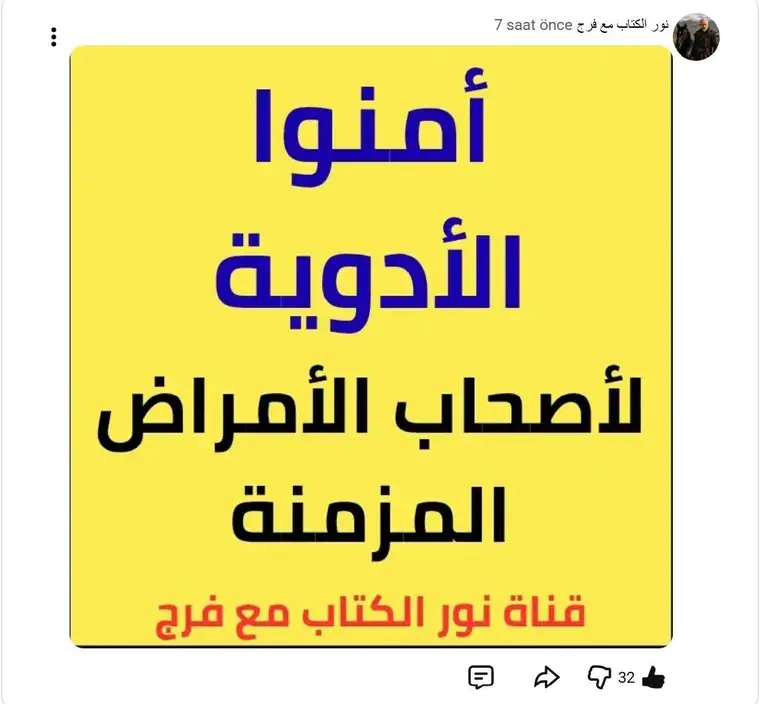 نور الكتاب مع فرج 7 saat önce
أمنوا
الأدوية
لأصحاب الأمراض
المزمنة
قناة نور الكتاب مع فرج
32